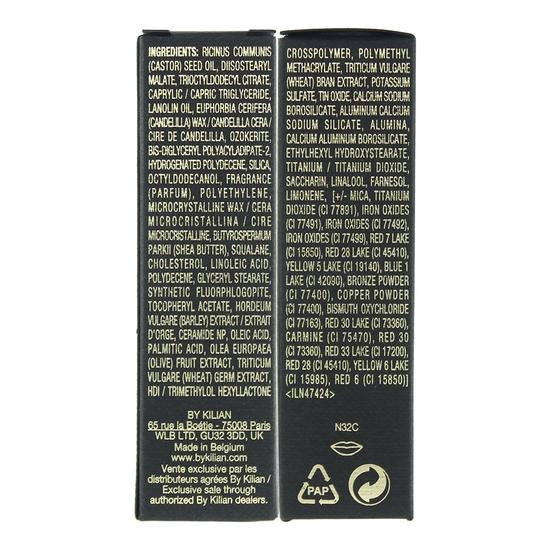 INGREDIENTS: RICINUS COMMUNIS
(CASTOR) SEED OIL, DIISOSTEARYL
MALATE, TRIOCTYLDODECYL CITRATE,
CAPRYLIC / CAPRIC TRIGLYCERIDE,
LANOLIN OIL, EUPHORBIA CERIFERA
(CANDELILLA) WAX / CANDELILLA CERA /
CIRE DE CANDELILLA, OZOKERITE,
BIS-DIGLYCERYL POLYACYLADIPATE-2,
HYDROGENATED POLYDECENE, SILICA,
OCTYLDODECANOL, FRAGRANCE
(PARFUM), POLYETHYLENE,
MICROCRYSTALLINE WAX / CERA
MICROCRISTALLINA / CIRE
MICROCRISTALLINE, BUTYROSPERMUM
PARKII (SHEA BUTTER), SQUALANE,
CHOLESTEROL, LINOLEIC ACID,
POLYDECENE, GLYCERYL STEARATE,
SYNTHETIC FLUORPHLOGOPITE,
TOCOPHERYL ACETATE, HORDEUM
VULGARE (BARLEY) EXTRACT / EXTRAIT
D'ORGE, CERAMIDE NP, OLEIC ACID,
PALMITIC ACID, OLEA EUROPAEA
(OLIVE) FRUIT EXTRACT, TRITICUM
VULGARE (WHEAT) GERM EXTRACT,
HDI / TRIMETHYLOL HEXYLLACTONE
BY KILIAN
65 rue la Boétie - 75008 Paris
WLB LTD, GU32 3DD, UK
Made in Belgium
www.bykilian.com
Vente exclusive par les
distributeurs agréées By Kilian /
Exclusive sale through
authorized By Kilian dealers.
CROSSPOLYMER, POLYMETHYL
METHACRYLATE, TRITICUM VULGARE
(WHEAT) BRAN EXTRACT, POTASSIUM
SULFATE, TIN OXIDE, CALCIUM SODIUM
BOROSILICATE, ALUMINUM CALCIUM
SODIUM SILICATE, ALUMINA,
CALCIUM ALUMINUM BOROSILICATE,
ETHYLHEXYL HYDROXYSTEARATE,
TITANIUM / TITANIUM DIOXIDE,
SACCHARIN, LINALOOL, FARNESOL,
LIMONENE, [+/- MICA, TITANIUM
DIOXIDE (CI 77891), IRON OXIDES
(CI 77491), IRON OXIDES (CI 77492),
IRON OXIDES (CI 77499), RED 7 LAKE
(CI 15850), RED 28 LAKE (CI 45410),
YELLOW 5 LAKE (CI 19140), BLUE 1
LAKE (CI 42090), BRONZE POWDER
(CI 77400), COPPER POWDER
(CI 77400), BISMUTH OXYCHLORIDE
(CI 77163), RED 30 LAKE (CI 73360),
CARMINE (CI 75470), RED 30
(CI 73360), RED 33 LAKE (CI 17200),
RED 28 (CI 45410), YELLOW 6 LAKE
(CI 15985), RED 6 (CI 15850)]
<ILN47424>
N32C
PAP